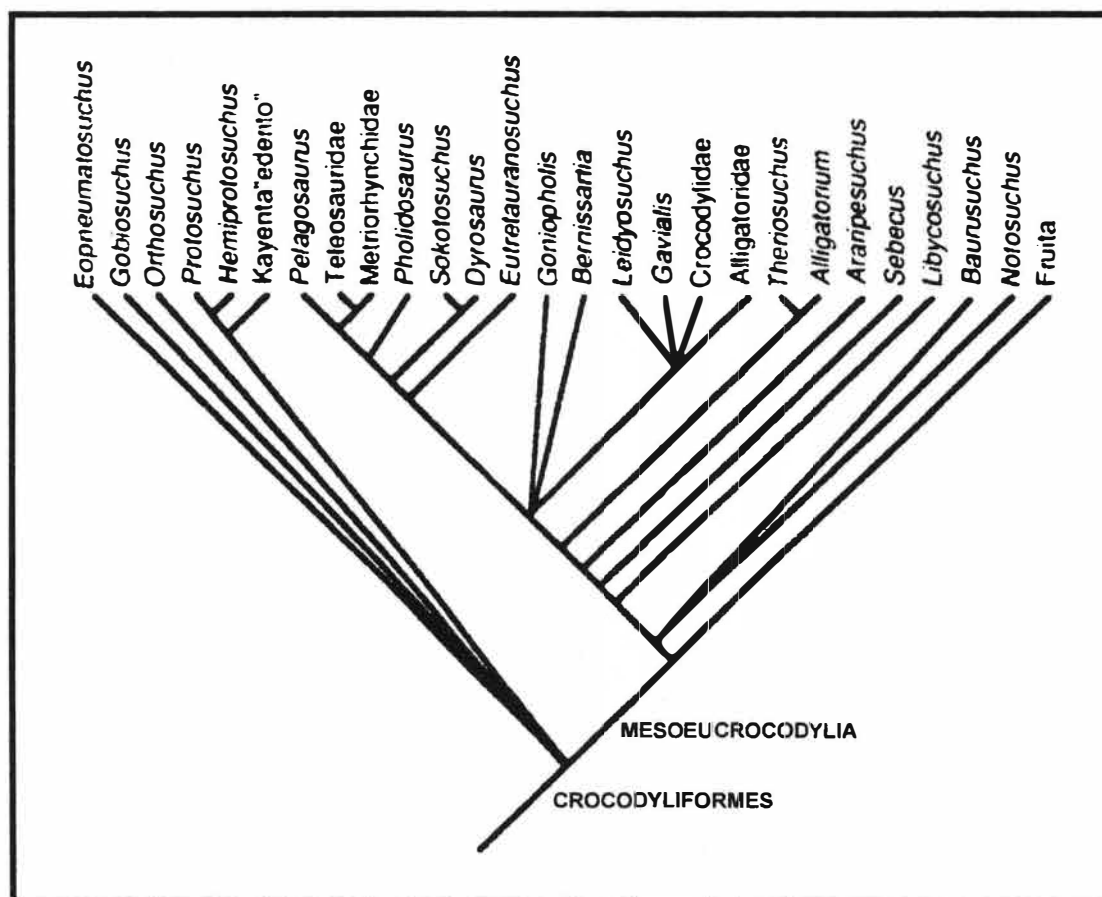 Eopneumatosuchus
Gobiosuchus
Orthosuchus
Protosuchus
Hemiprotosuchus
Kayenta"edento"
Pelagosaurus
Teleosauridae
Metriorhynchidae
Pholidosaurus
Sokotosuchus
Dyrosaurus
Eutretauranosuchus
Goniopholis
Bernissartia
Leidyosuchus
Gavialis
Crocodylidae
Alligatoridae
Theriosuchus
Alligatorium
Araripesuchus
Sebecus
Libycosuchus
Baurusuchus
Notosuchus
Fruita
MESOEUCROCODYLIA
CROCODYLIFORMES